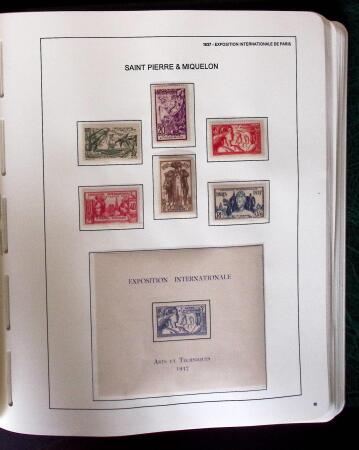 1937 - EXPOSITION INTERNATIONALE DE PARIS
SAINT PIERRE & MIQUELON
EXPOSITION INTERNATIONALE
ARTS ET TECHNIQUES
1937